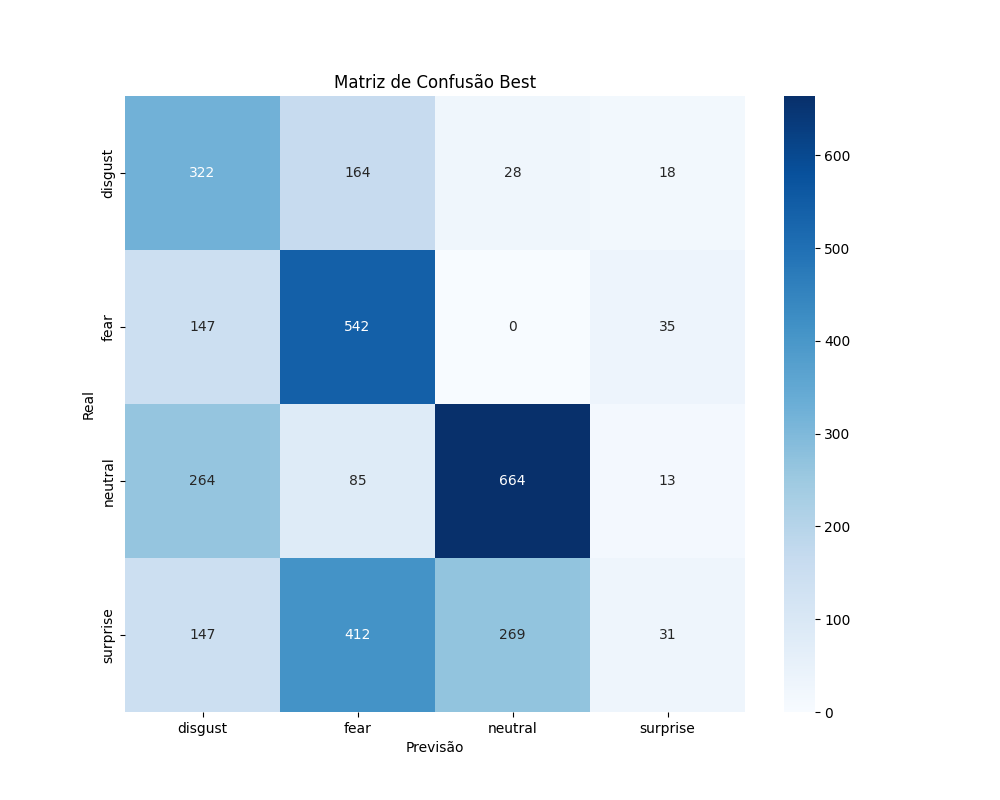 Matriz de Confusão Best
disgust 322 164 28 18
fear 147 542 0 35
neutral 264 85 664 13
surprise 147 412 269 31
disgust fear neutral surprise
Previsão
Real
600
500
400
300
200
100
0